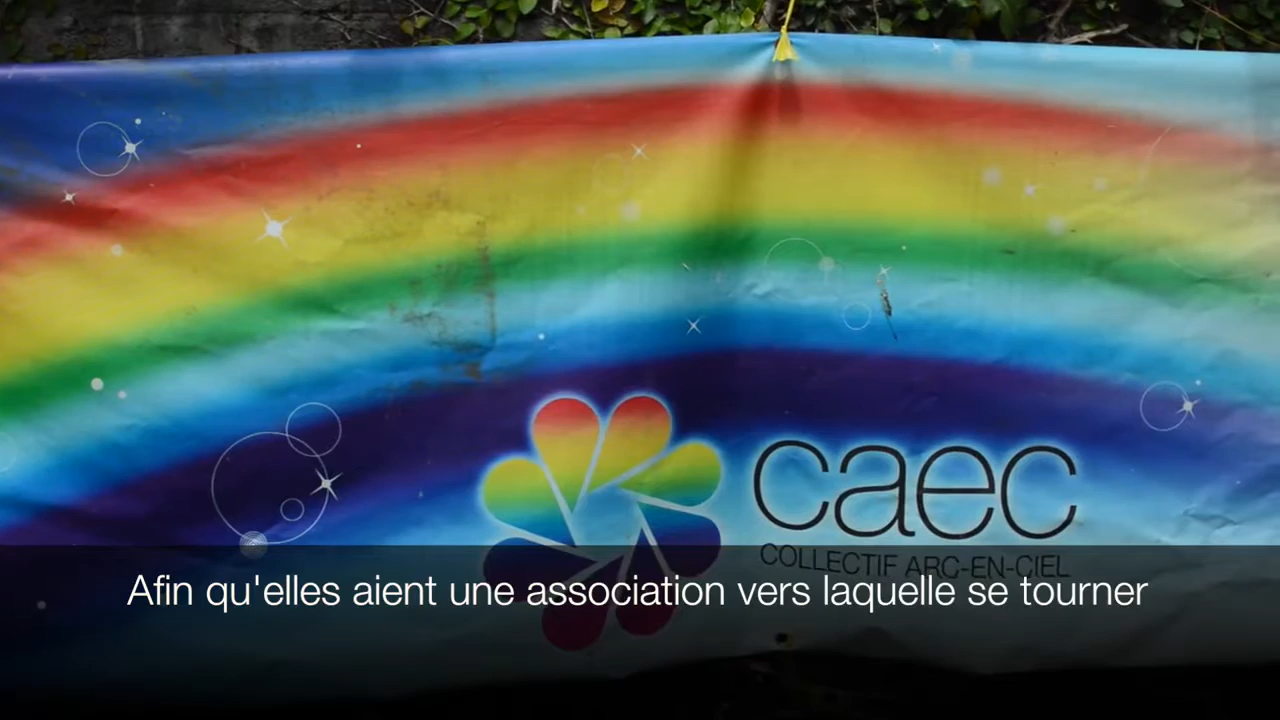 caec
COLLECTIF ARC-EN-CIEL
Afin qu'elles aient une association vers laquelle se tourner